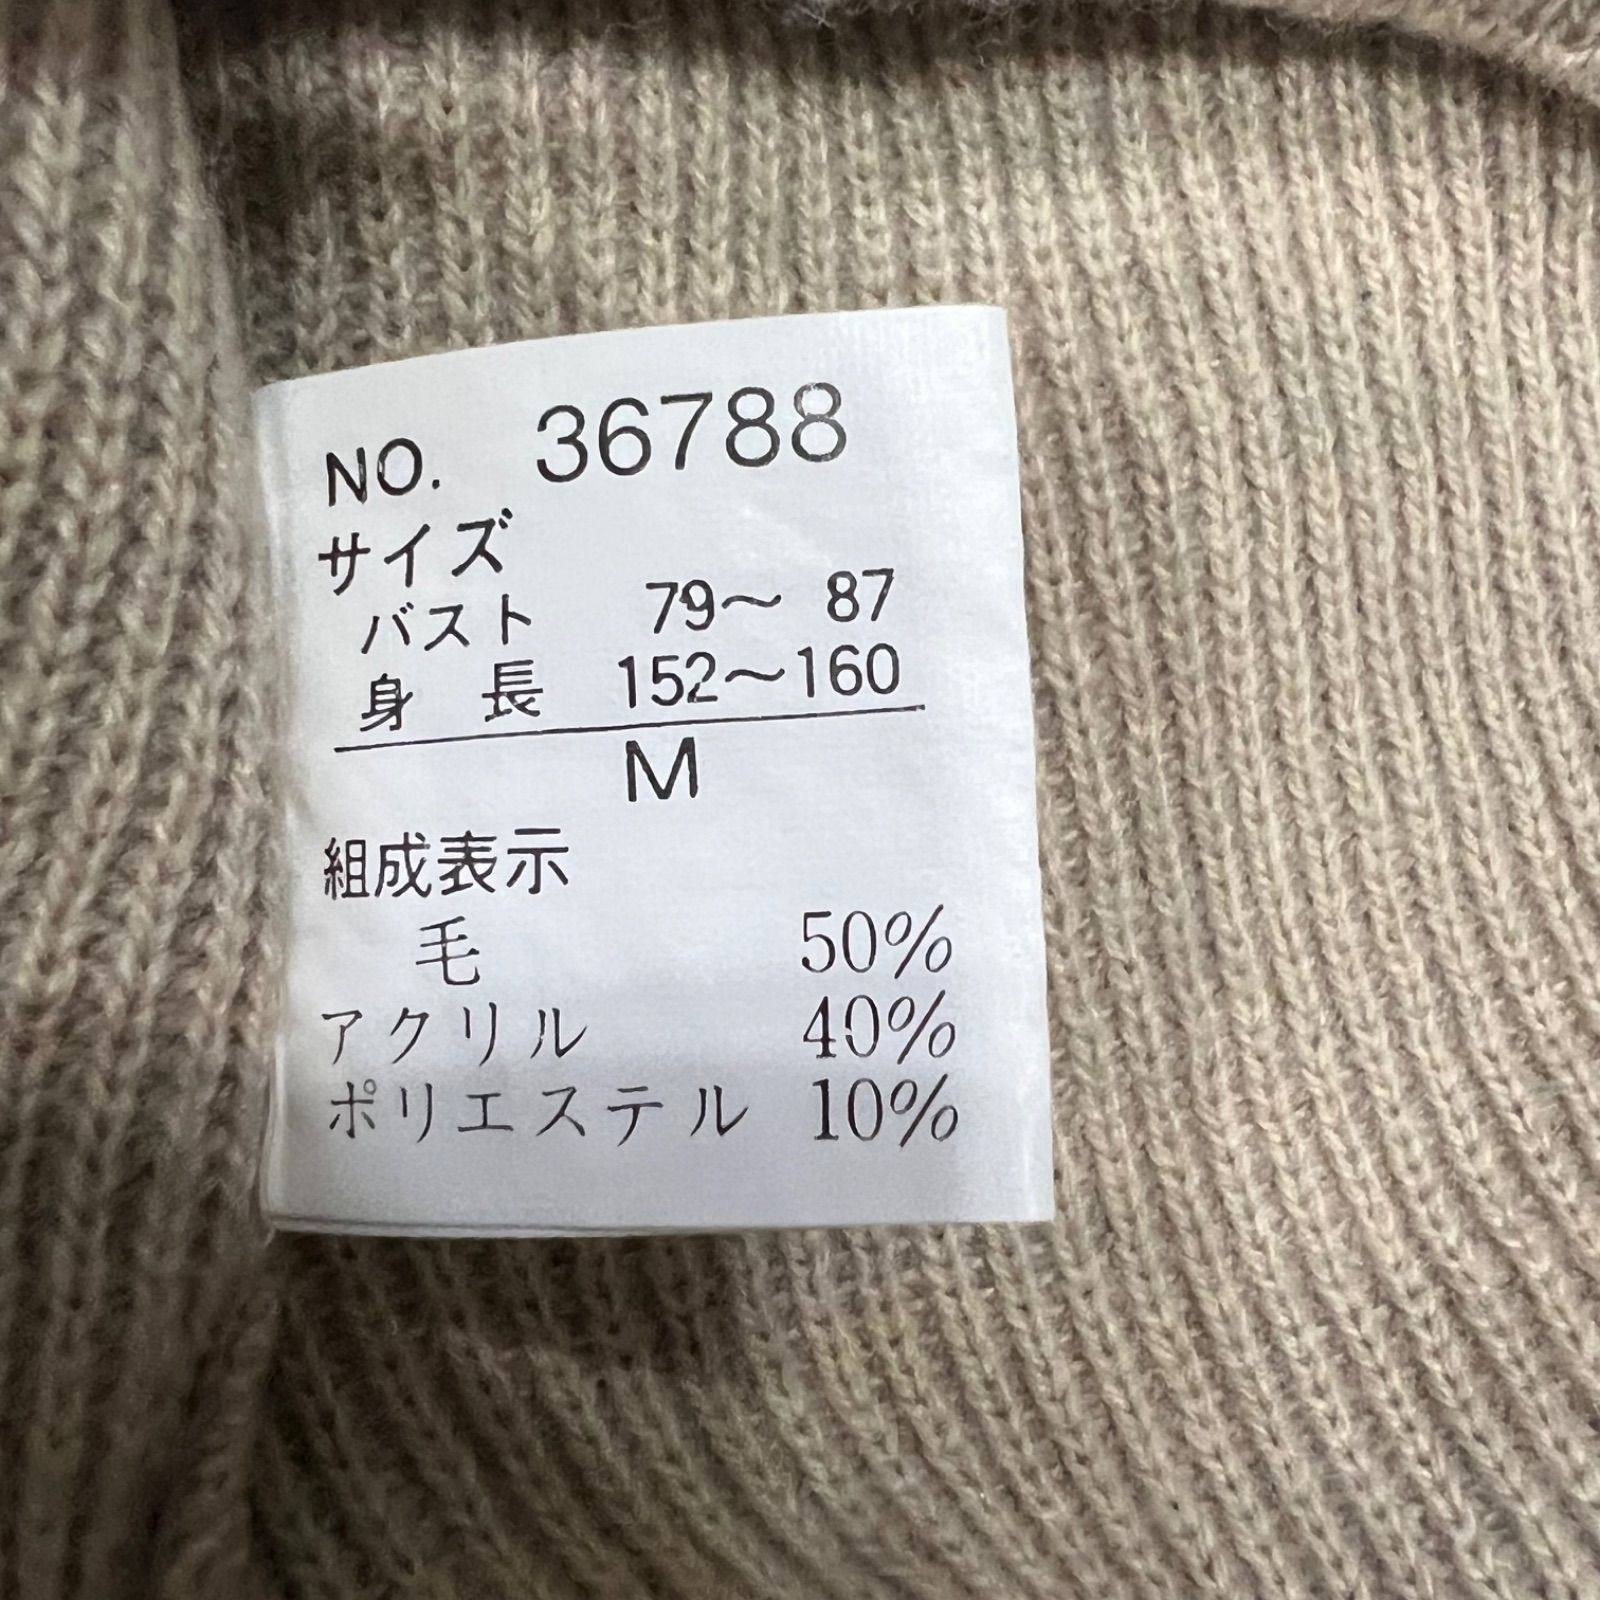 NO. 36788
サイズ
バスト 79〜 87
身 長 152〜160
M
組成表示
毛 50%
アクリル 40%
ポリエステル 10%